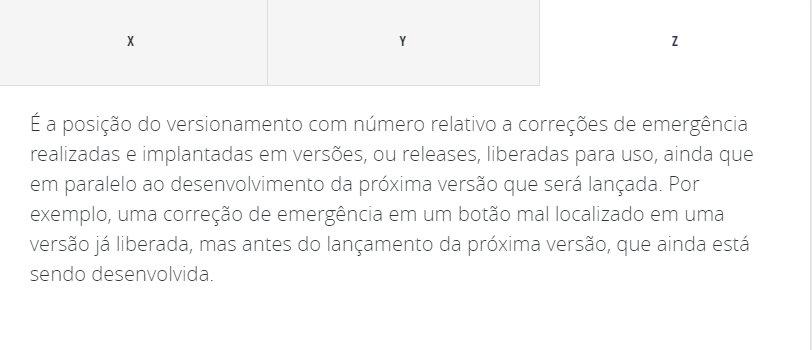 X Y Z
É a posição do versionamento com número relativo a correções de emergência
realizadas e implantadas em versões, ou releases, liberadas para uso, ainda que
em paralelo ao desenvolvimento da próxima versão que será lançada. Por
exemplo, uma correção de emergência em um botão mal localizado em uma
versão já liberada, mas antes do lançamento da próxima versão, que ainda está
sendo desenvolvida.